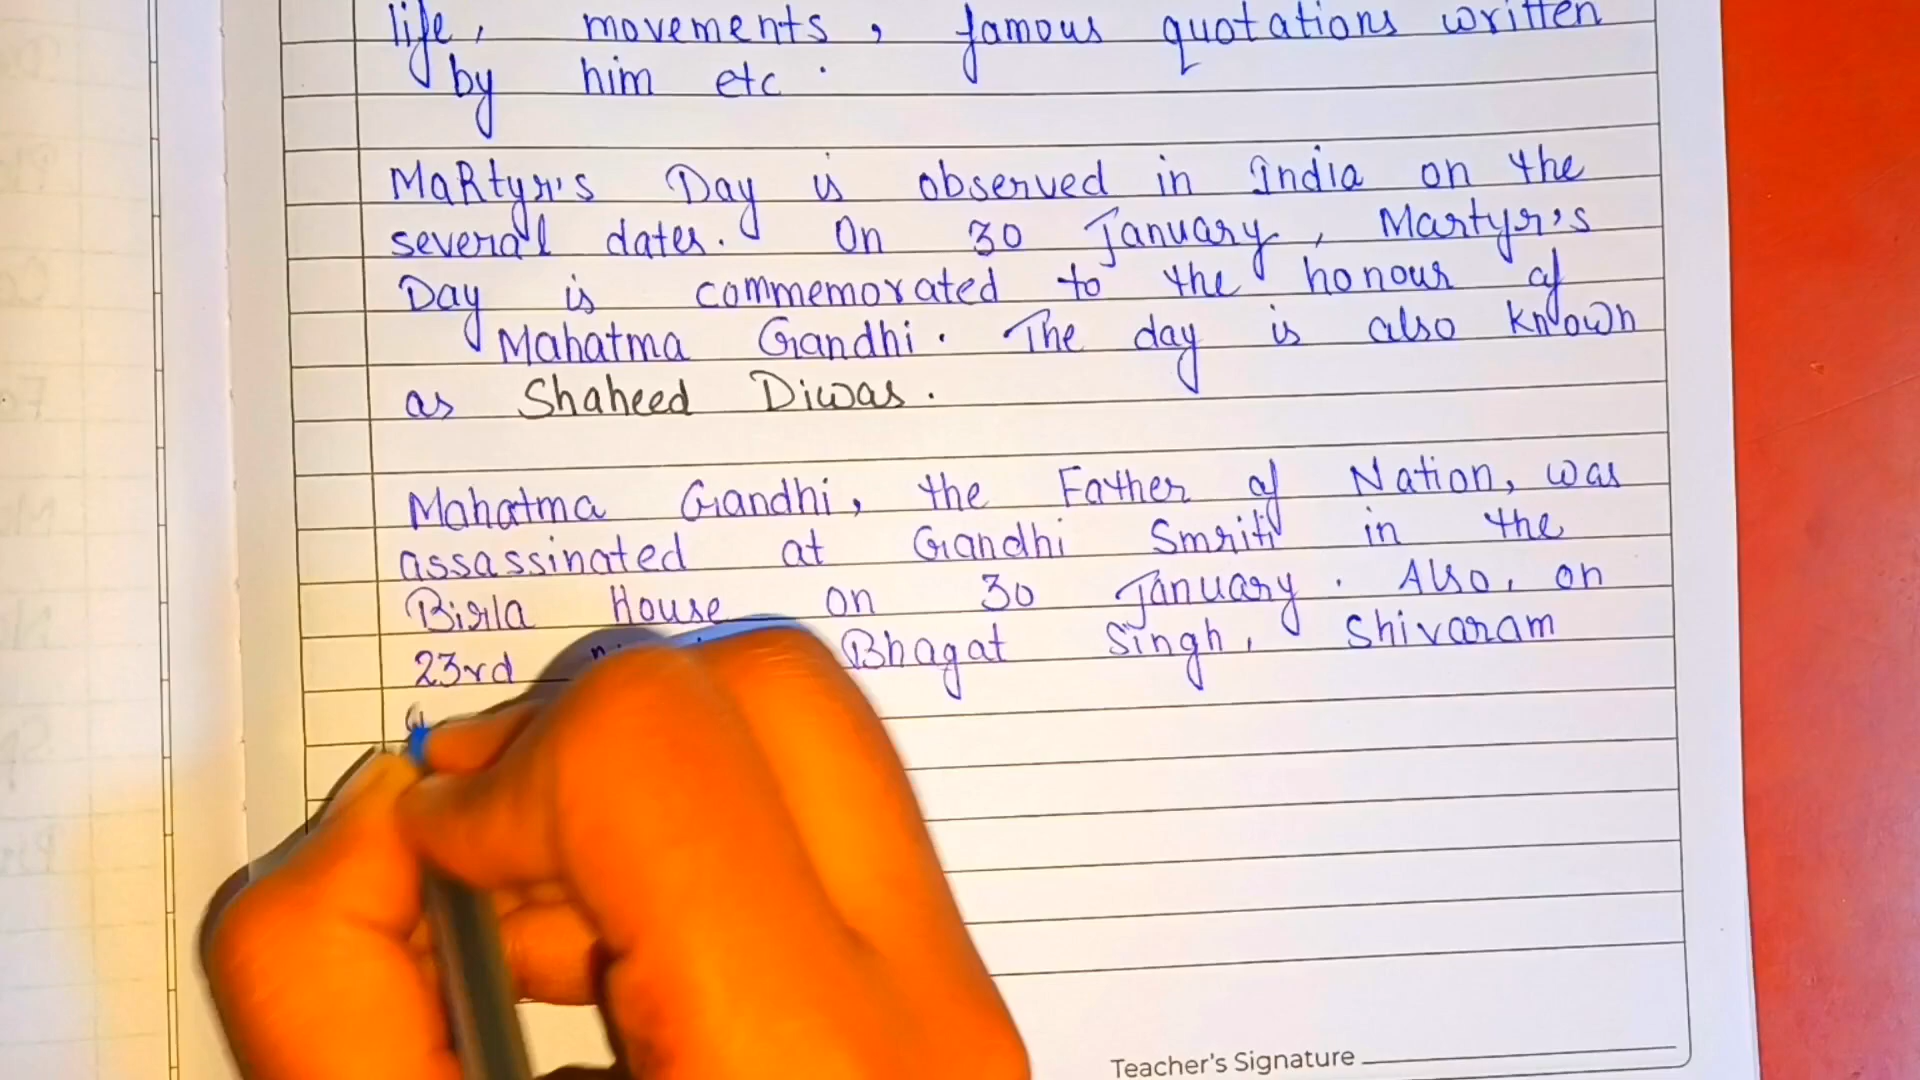 life, movements, famous quotations written
by him etc.
MaRtyr's Day is observed in India on the
several dates. On 30 January, Martyr's
Day is commemorated to the honour of
Mahatma Gandhi. The day is also known
as Shaheed Diwas.
Mahatma Gandhi, the Father of Nation, was
assassinated at Gandhi Smriti in the
Birla House on 30 January. Also, on
23rd Bhagat Singh, Shivaram
Teacher's Signature